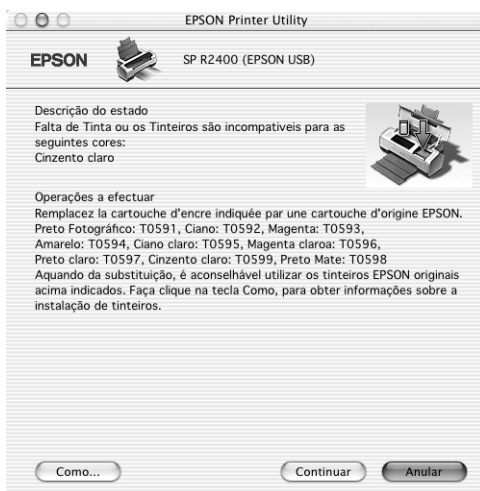 EPSON Printer Utility
EPSON SP R2400 (EPSON USB)
Descrição do estado
Falta de Tinta ou os Tinteiros são incompativeis para as
seguintes cores:
Cinzento claro
Operações a efectuar
Remplacez la cartouche d'encre indiquée par une cartouche d'origine EPSON.
Preto Fotográfico: T0591, Ciano: T0592, Magenta: T0593,
Amarelo: T0594, Ciano claro: T0595, Magenta claroa: T0596,
Preto claro: T0597, Cinzento claro: T0599, Preto Mate: T0598
Aquando da substituição, é aconselhável utilizar os tinteiros EPSON originais
acima indicados. Faça clique na tecla Como, para obter informações sobre a
instalação de tinteiros.
Como... Continuar Anular